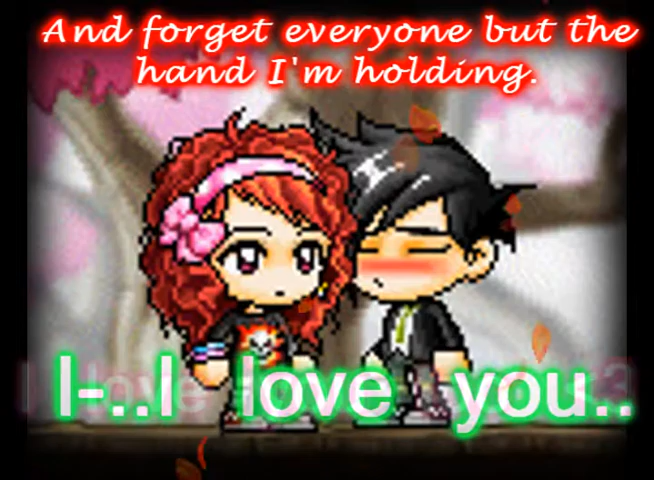 And forget everyone but the
hand I'm holding.
I-..I love you..